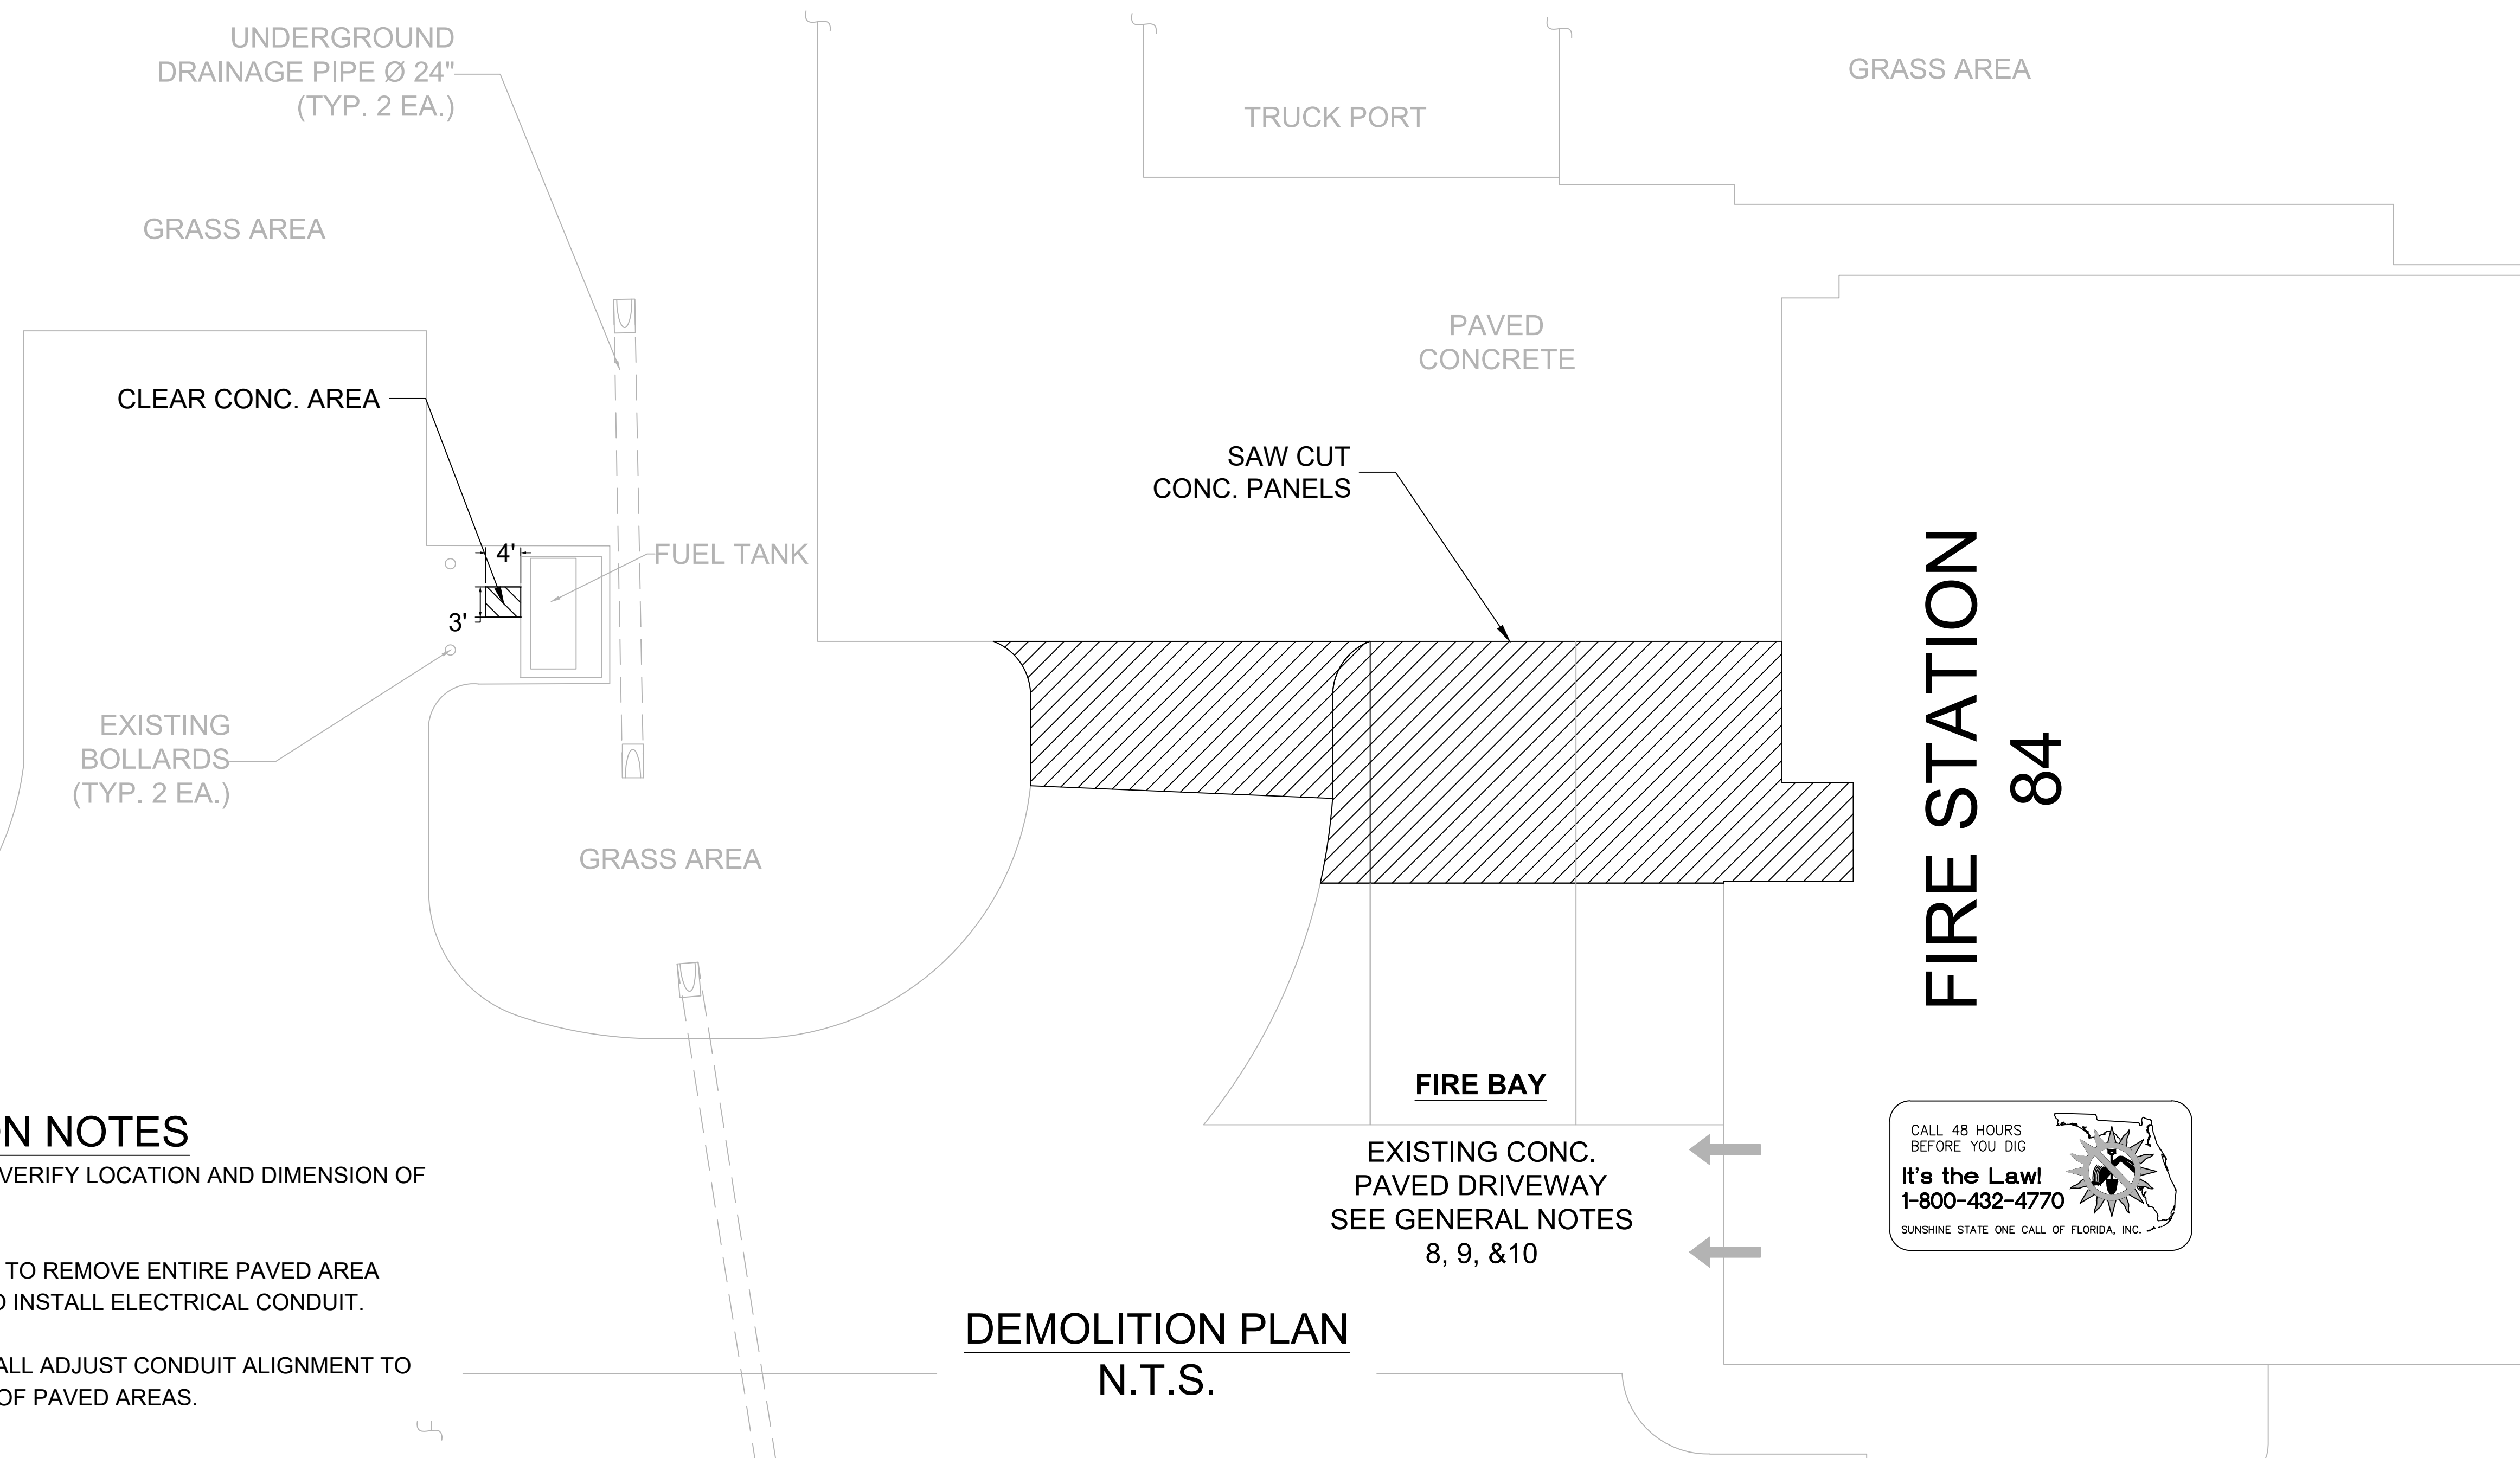 UNDERGROUND
DRAINAGE PIPE Ø 24"
(TYP. 2 EA.)
GRASS AREA
TRUCK PORT
GRASS AREA
PAVED
CONCRETE
CLEAR CONC. AREA
SAW CUT
CONC. PANELS
4'
3'
FUEL TANK
EXISTING
BOLLARDS
(TYP. 2 EA.)
GRASS AREA
FIRE STATION
84
FIRE BAY
EXISTING CONC.
PAVED DRIVEWAY
SEE GENERAL NOTES
8, 9, &10
CALL 48 HOURS
BEFORE YOU DIG
It's the Law!
1-800-432-4770
SUNSHINE STATE ONE CALL OF FLORIDA, INC.
ON NOTES
VERIFY LOCATION AND DIMENSION OF
TO REMOVE ENTIRE PAVED AREA
INSTALL ELECTRICAL CONDUIT.
ALL ADJUST CONDUIT ALIGNMENT TO
OF PAVED AREAS.
DEMOLITION PLAN
N.T.S.